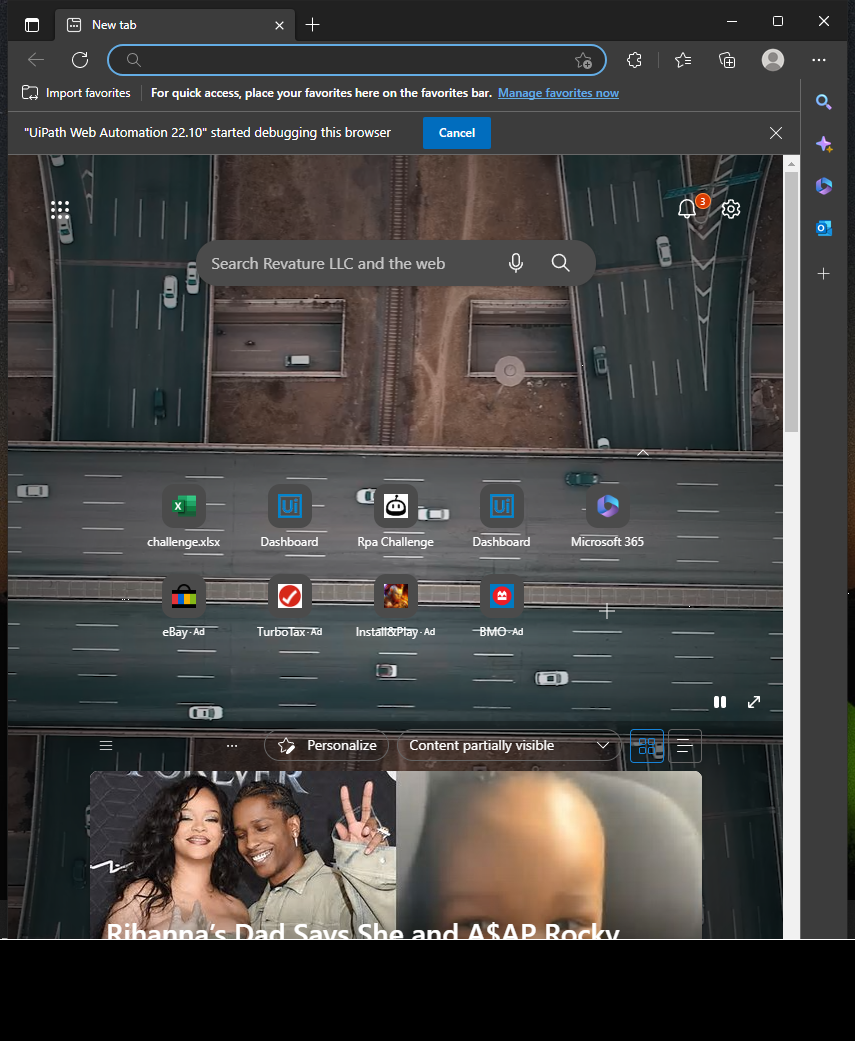 New tab
Import favorites
For quick access, place your favorites here on the favorites bar. Manage favorites now
"UiPath Web Automation 22.10" started debugging this browser
Cancel
3
Search Revature LLC and the web
challenge.xlsx
Dashboard
Rpa Challenge
Dashboard
Microsoft 365
eBay · Ad
TurboTax · Ad
Install&Play · Ad
BMO · Ad
Personalize
Content partially visible
FOREVER
Rihanna's Dad Says She and A$AP Rocky